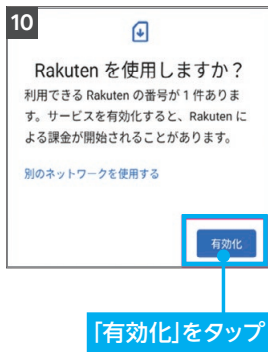 10
Rakuten を使用しますか？
利用できる Rakuten の番号が 1 件ありま
す。サービスを有効化すると、Rakuten に
よる課金が開始されることがあります。
別のネットワークを使用する
有効化
「有効化」をタップ